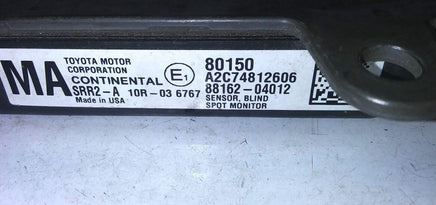 MA
TOYOTA MOTOR
CORPORATION
CONTINENTAL
SRR2-A 10R-03 6767
Made in USA
E1
80150
A2C74812606
88162-04012
SENSOR, BLIND
SPOT MONITOR